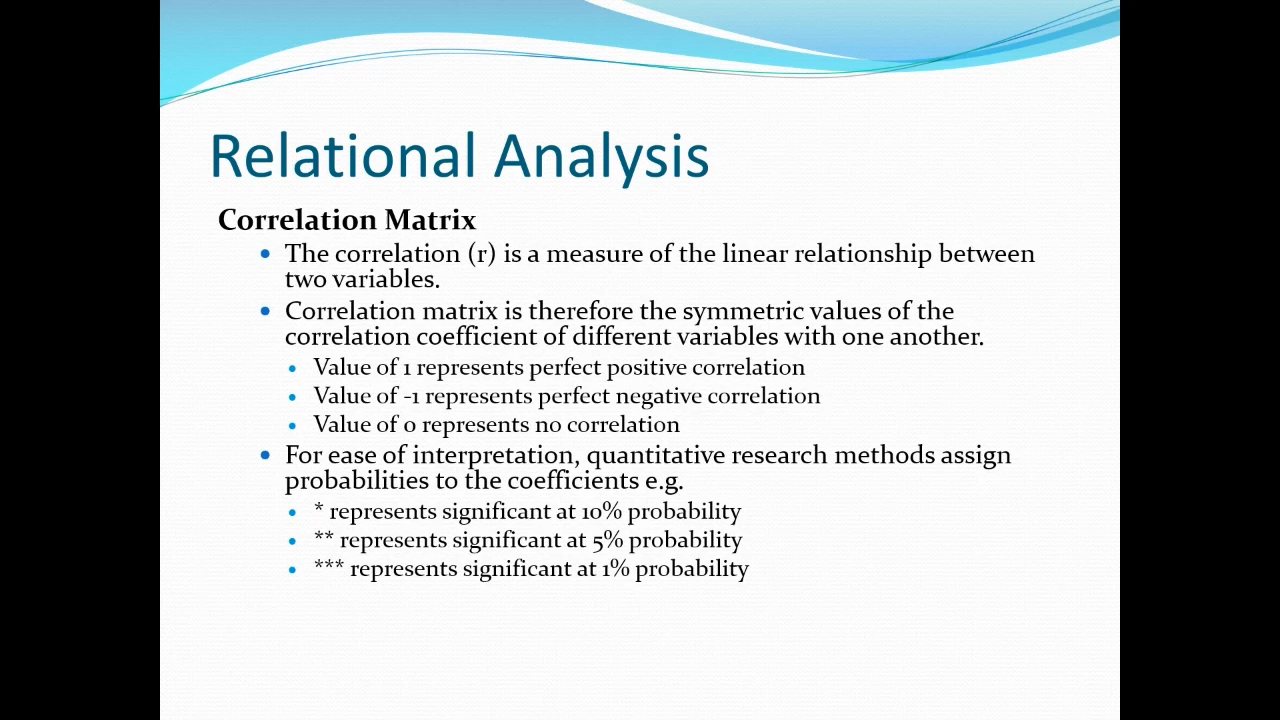 Relational Analysis
Correlation Matrix
• The correlation (r) is a measure of the linear relationship between
two variables.
• Correlation matrix is therefore the symmetric values of the
correlation coefficient of different variables with one another.
• Value of 1 represents perfect positive correlation
• Value of -1 represents perfect negative correlation
• Value of 0 represents no correlation
• For ease of interpretation, quantitative research methods assign
probabilities to the coefficients e.g.
• * represents significant at 10% probability
• ** represents significant at 5% probability
• *** represents significant at 1% probability